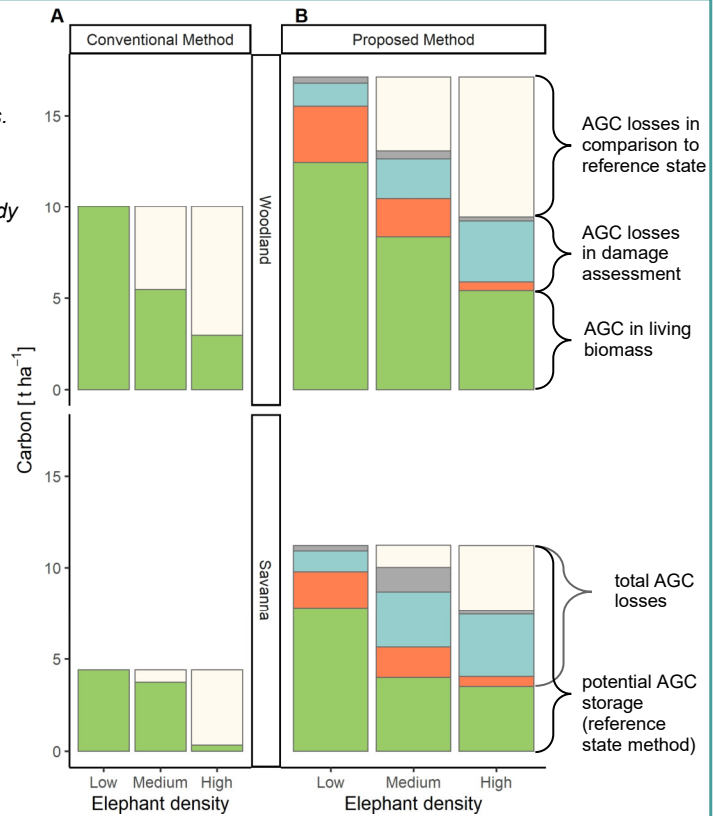 A
B
Conventional Method
Proposed Method
s.
dy
Carbon [ t ha⁻¹]
15
10
5
0
Woodland
AGC losses in
comparison to
reference state
AGC losses
in damage
assessment
AGC in living
biomass
15
10
5
0
Savanna
total AGC
losses
potential AGC
storage
(reference
state method)
Low Medium High
Elephant density
Low Medium High
Elephant density